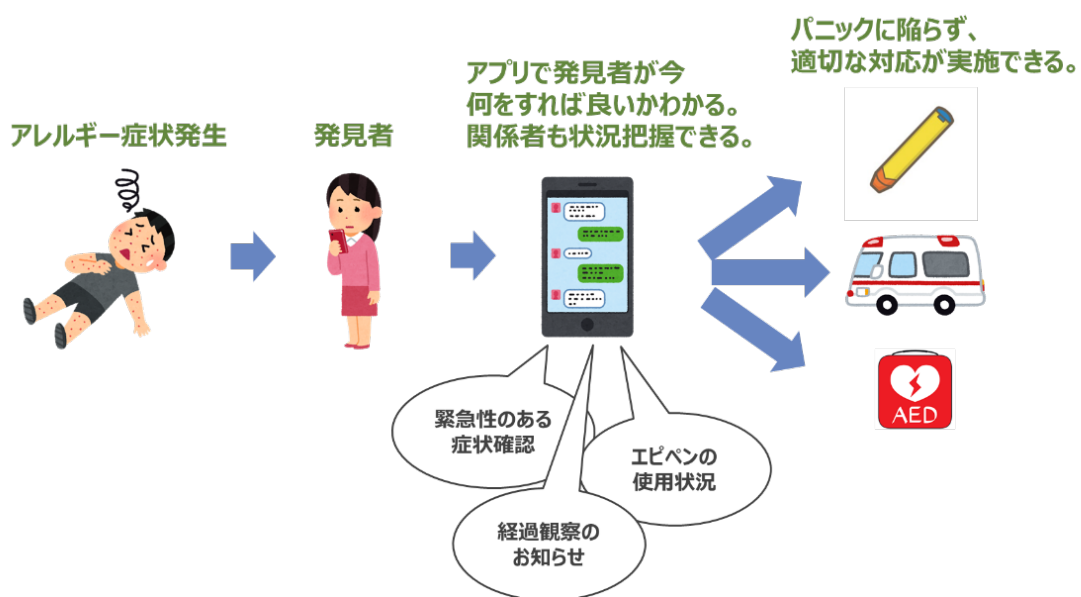 アレルギー症状発生
発見者
アプリで発見者が今
何をすれば良いかわかる。
関係者も状況把握できる。
パニックに陥らず、
適切な対応が実施できる。
緊急性のある
症状確認
経過観察の
お知らせ
エピペンの
使用状況
AED